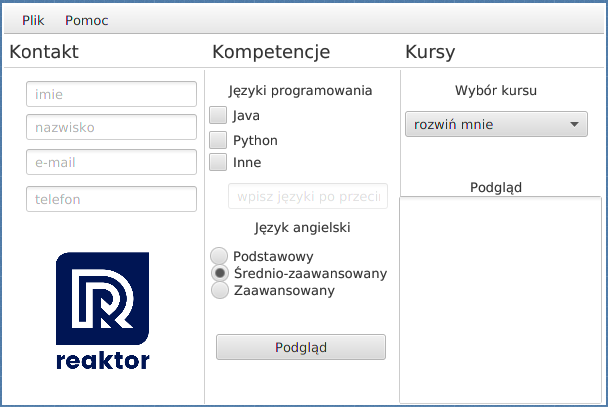 Plik Pomoc
Kontakt
imie
nazwisko
e-mail
telefon
reaktor
Kompetencje
Języki programowania
Java
Python
Inne
wpisz języki po przeci
Język angielski
Podstawowy
Średnio-zaawansowany
Zaawansowany
Podgląd
Kursy
Wybór kursu
rozwiń mnie
Podgląd